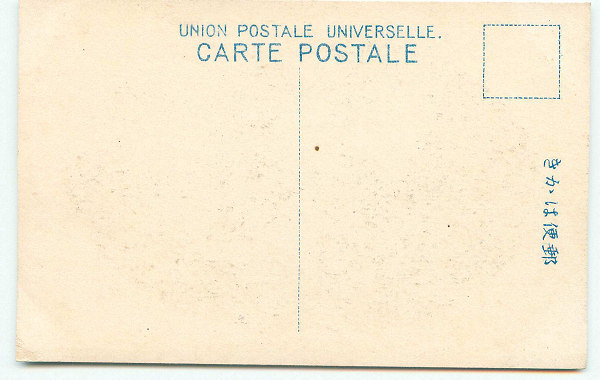 UNION POSTALE UNIVERSELLE.
CARTE POSTALE
きかは便郵